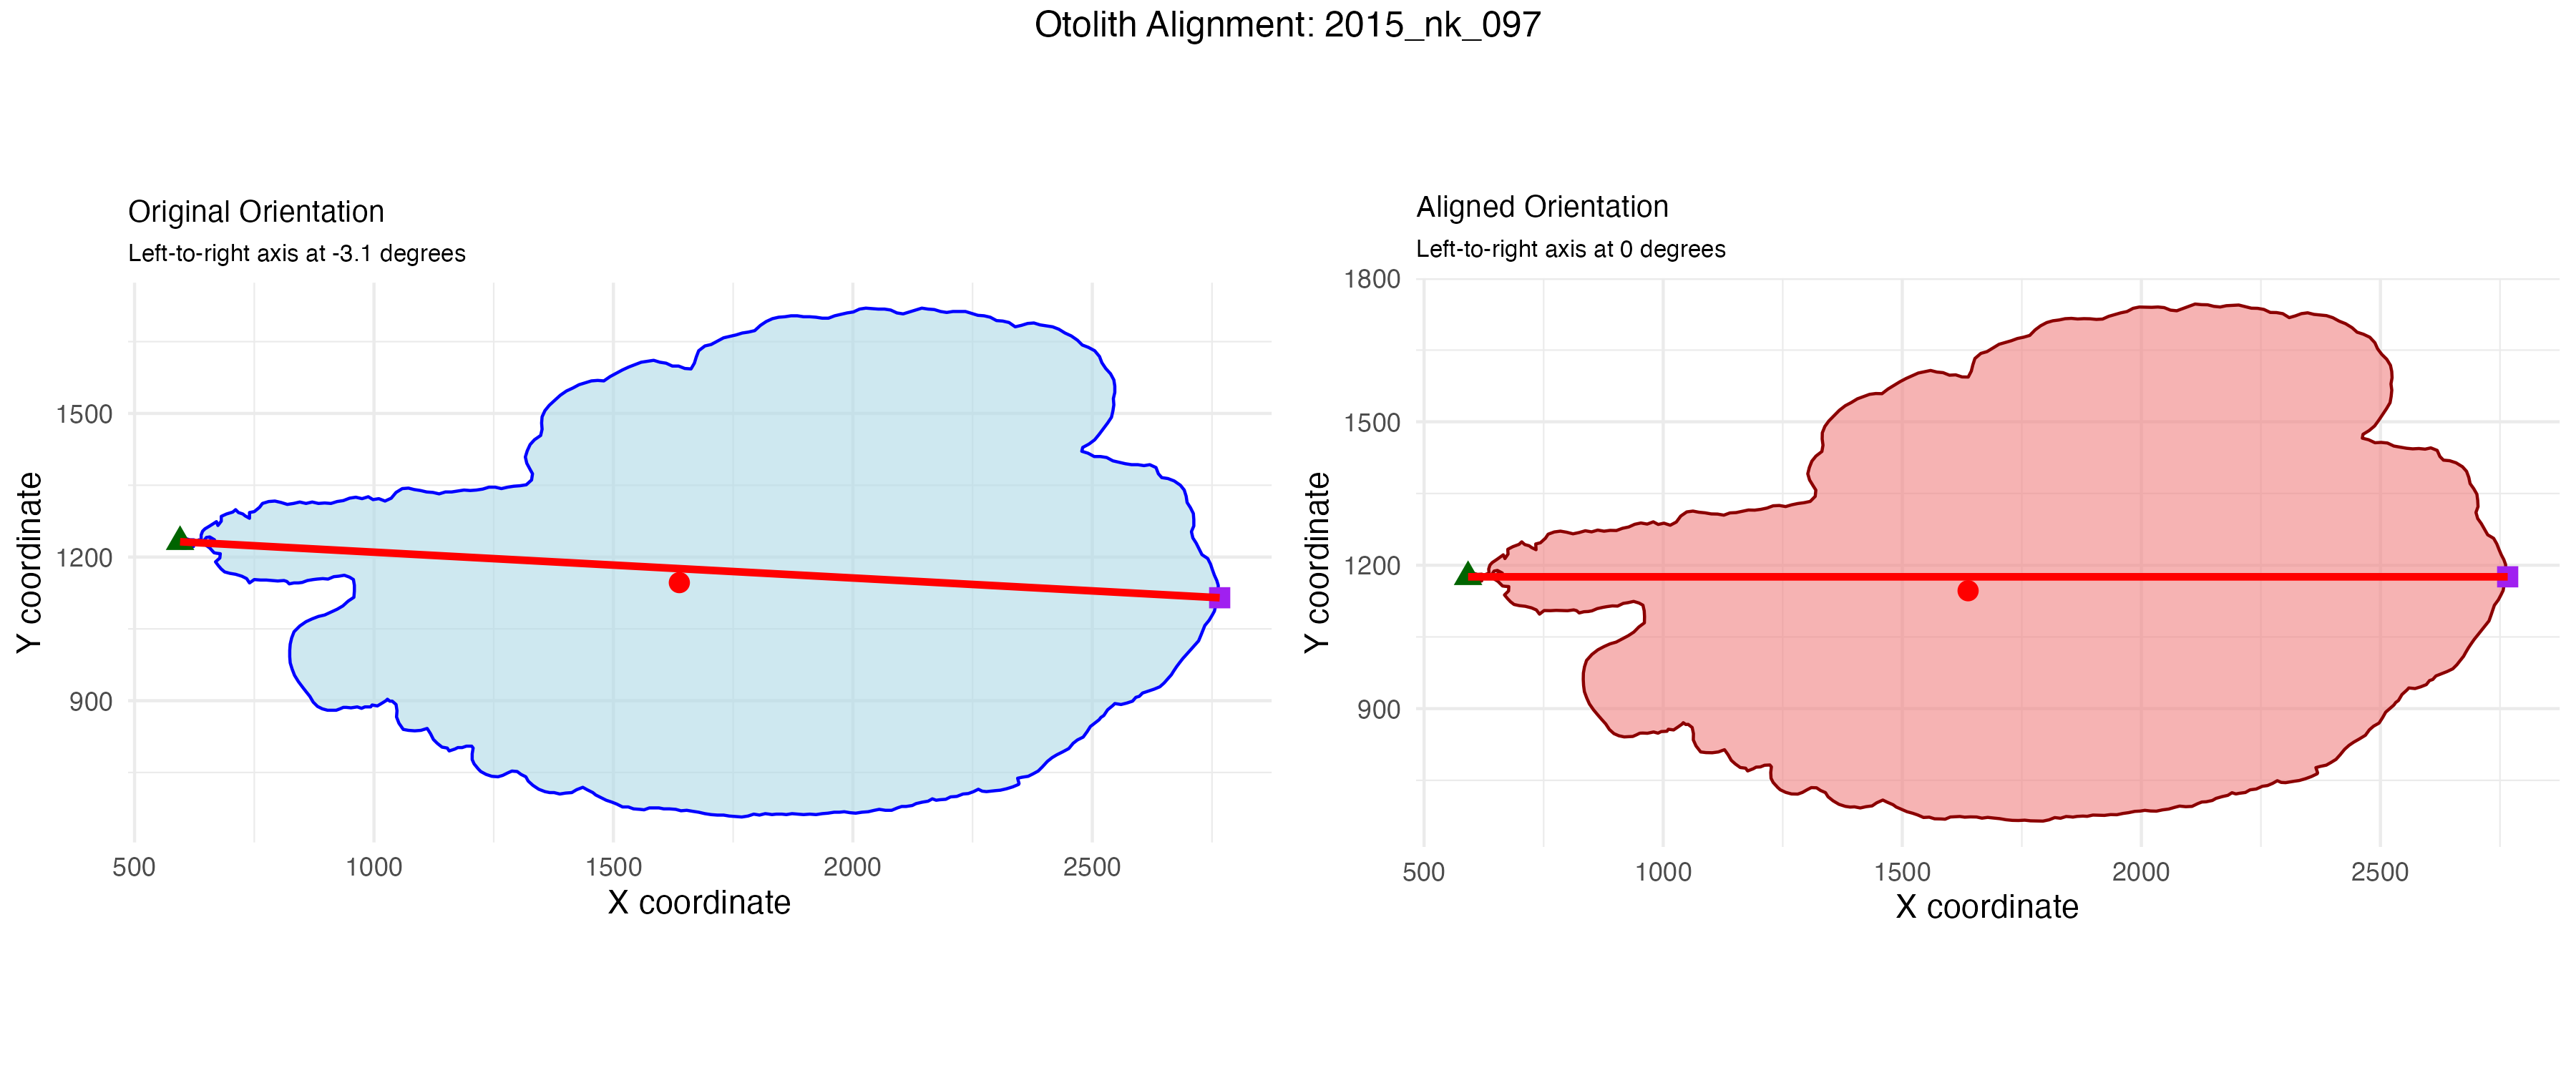 Otolith Alignment: 2015_nk_097
Original Orientation
Left-to-right axis at -3.1 degrees
1500
1200
900
Y coordinate
500 1000 1500 2000 2500
X coordinate
Aligned Orientation
Left-to-right axis at 0 degrees
1800
1500
1200
900
Y coordinate
500 1000 1500 2000 2500
X coordinate